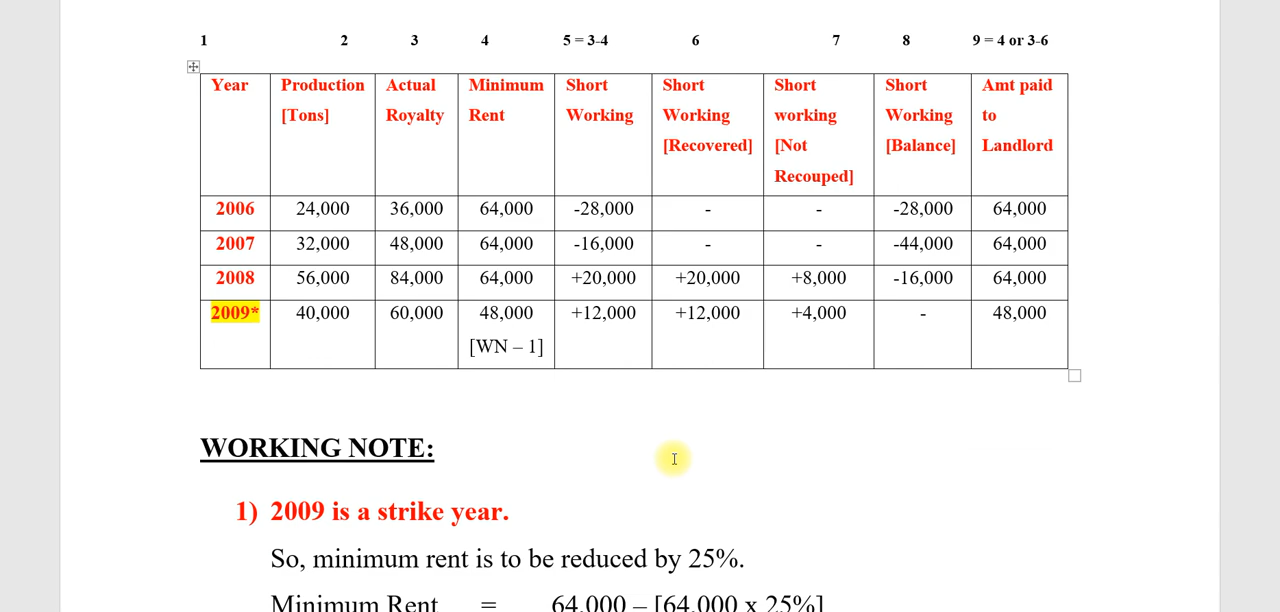 1 2 3 4 5 = 3-4 6 7 8 9 = 4 or 3-6
Year Production [Tons] Actual Royalty Minimum Rent Short Working Short Working [Recovered] Short working [Not Recouped] Short Working [Balance] Amt paid to Landlord
2006 24,000 36,000 64,000 -28,000 - - -28,000 64,000
2007 32,000 48,000 64,000 -16,000 - - -44,000 64,000
2008 56,000 84,000 64,000 +20,000 +20,000 +8,000 -16,000 64,000
2009* 40,000 60,000 48,000 [WN – 1] +12,000 +12,000 +4,000 - 48,000
WORKING NOTE:
1) 2009 is a strike year.
So, minimum rent is to be reduced by 25%.
Minimum Rent = 64,000 – [64,000 x 25%]